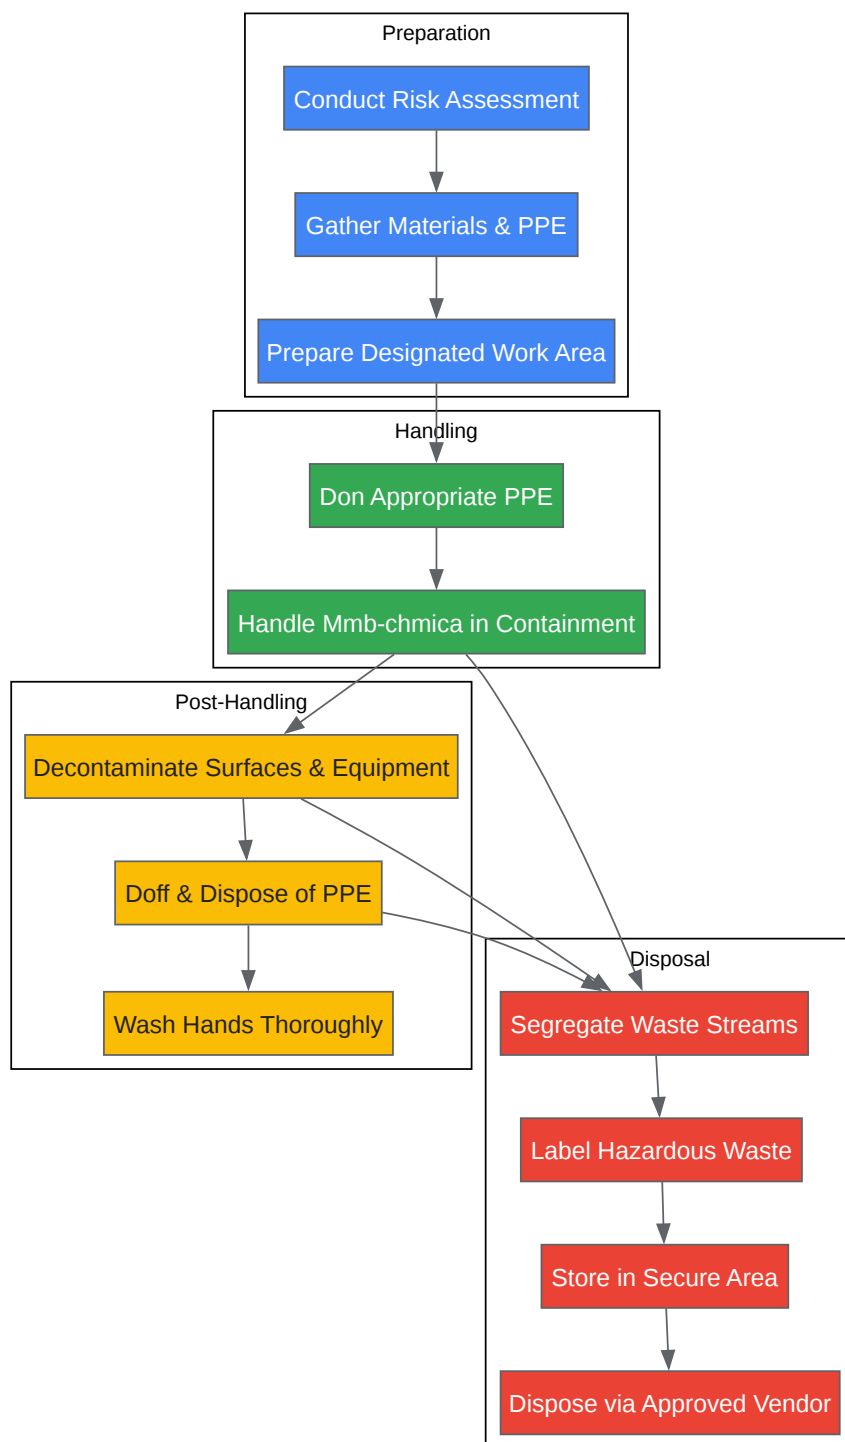 Preparation
Conduct Risk Assessment
Gather Materials & PPE
Prepare Designated Work Area
Handling
Don Appropriate PPE
Handle Mmb-chmica in Containment
Post-Handling
Decontaminate Surfaces & Equipment
Doff & Dispose of PPE
Wash Hands Thoroughly
Disposal
Segregate Waste Streams
Label Hazardous Waste
Store in Secure Area
Dispose via Approved Vendor